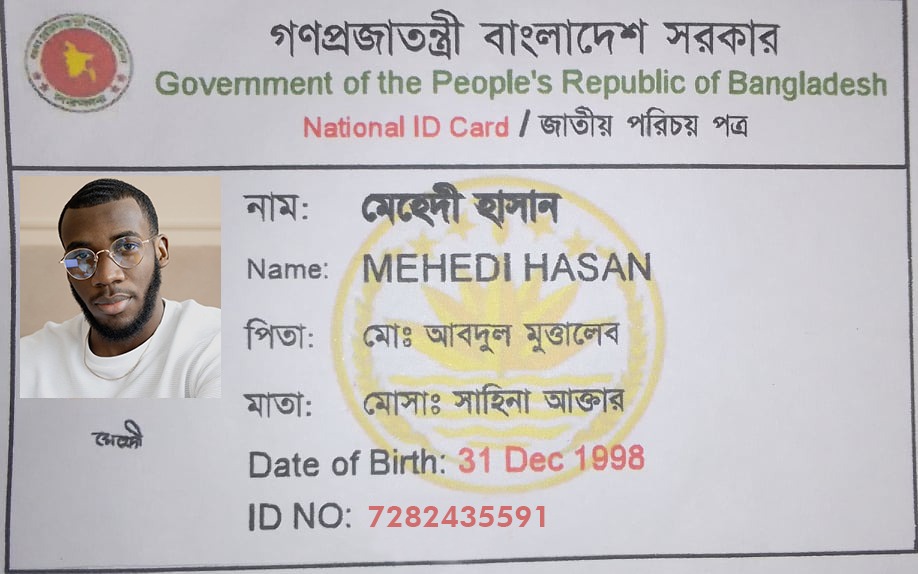 গণপ্রজাতন্ত্রী বাংলাদেশ সরকার
Government of the People's Republic of Bangladesh
National ID Card / জাতীয় পরিচয় পত্র
নাম: মেহেদী হাসান
Name: MEHEDI HASAN
পিতা: মোঃ আবদুল মুত্তালেব
মাতা: মোসাঃ সাহিনা আক্তার
মেহেদী
Date of Birth: 31 Dec 1998
ID NO: 7282435591